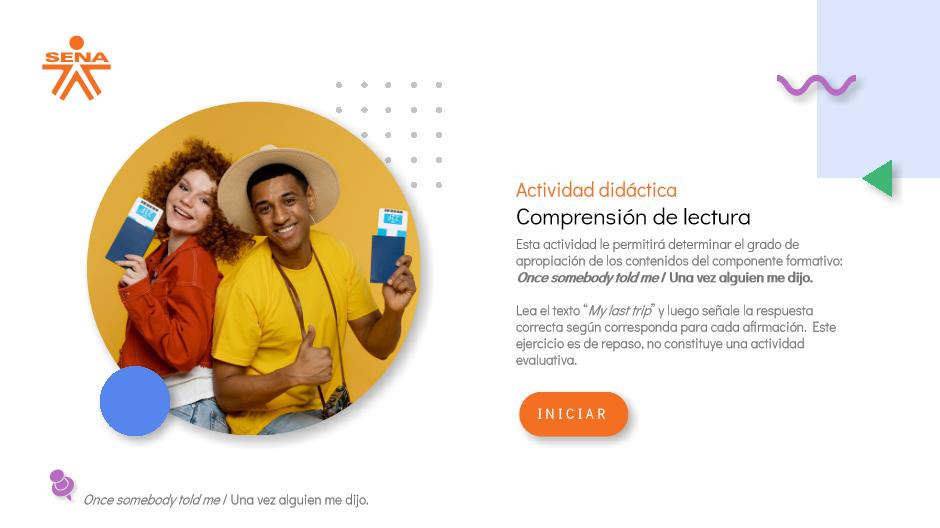 SENA
Actividad didáctica
Comprensión de lectura
Esta actividad le permitirá determinar el grado de
apropiación de los contenidos del componente formativo:
Once somebody told me / Una vez alguien me dijo.
Lea el texto “My last trip” y luego señale la respuesta
correcta según corresponda para cada afirmación. Este
ejercicio es de repaso, no constituye una actividad
evaluativa.
INICIAR
Once somebody told me / Una vez alguien me dijo.